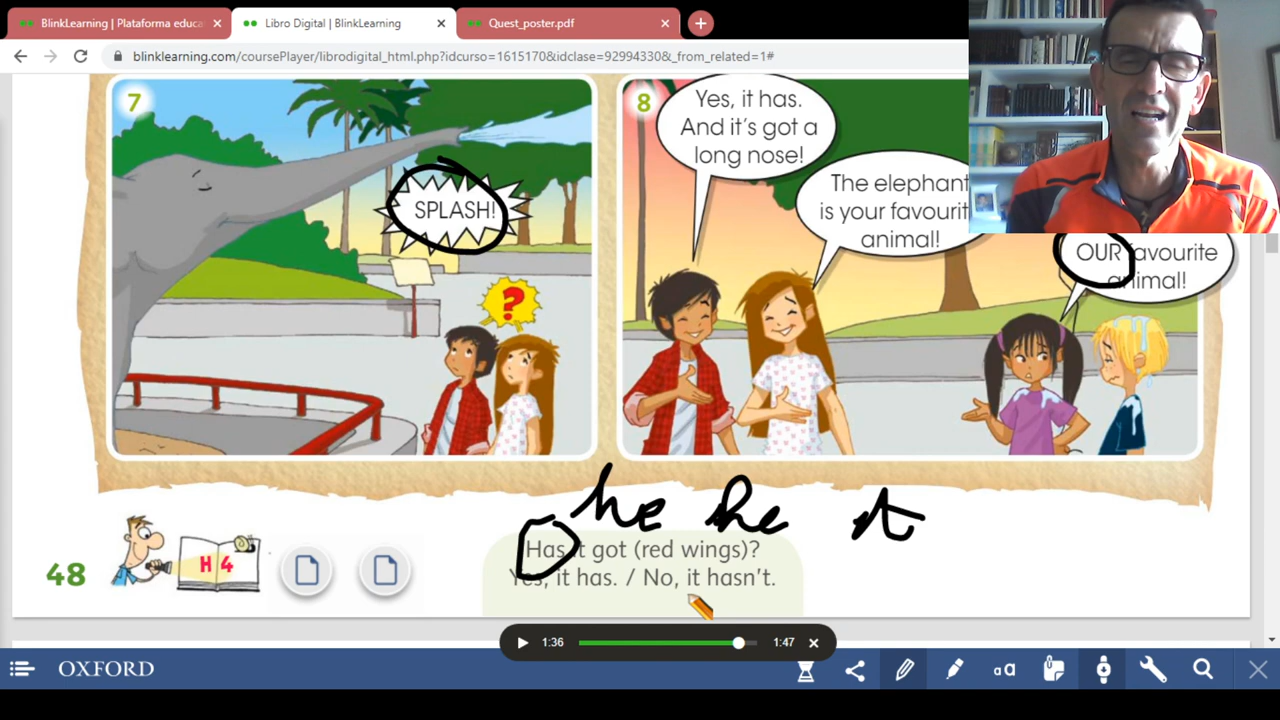 BlinkLearning | Plataforma educa
Libro Digital | BlinkLearning
Quest_poster.pdf
blinklearning.com/coursePlayer/librodigital_html.php?idcurso=1615170&idclase=92994330&_from_related=1#
7
SPLASH!
?
8
Yes, it has.
And it's got a
long nose!
The elephant
is your favourit
animal!
OUR favourite
animal!
he she it
48
H 4
Has it got (red wings)?
Yes, it has. / No, it hasn't.
1:36
1:47
OXFORD
aa